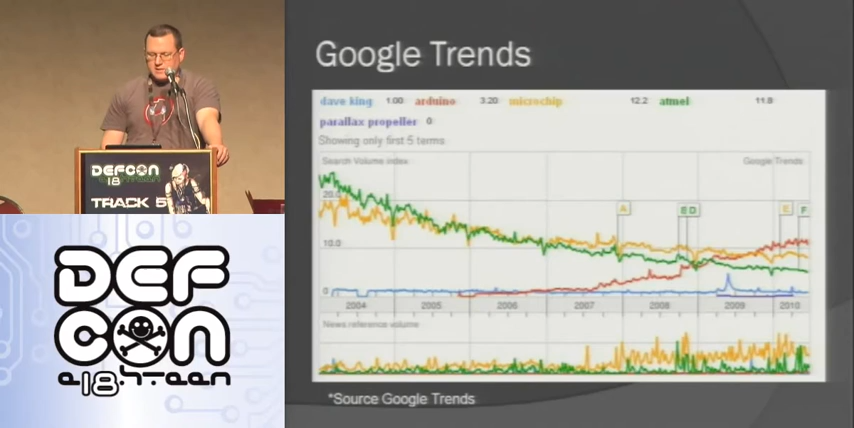 DEFCON
18
TRACK 5
DEF
CON
e18hteen
Google Trends
dave king 1.00 arduino 3.20 microchip 12.2 atmel 11.8
parallax propeller 0
Showing only first 5 terms
Search Volume index
Google Trends
20.0
10.0
0
A
E D
E
F
2004 2005 2006 2007 2008 2009 2010
News reference volume
0
*Source Google Trends